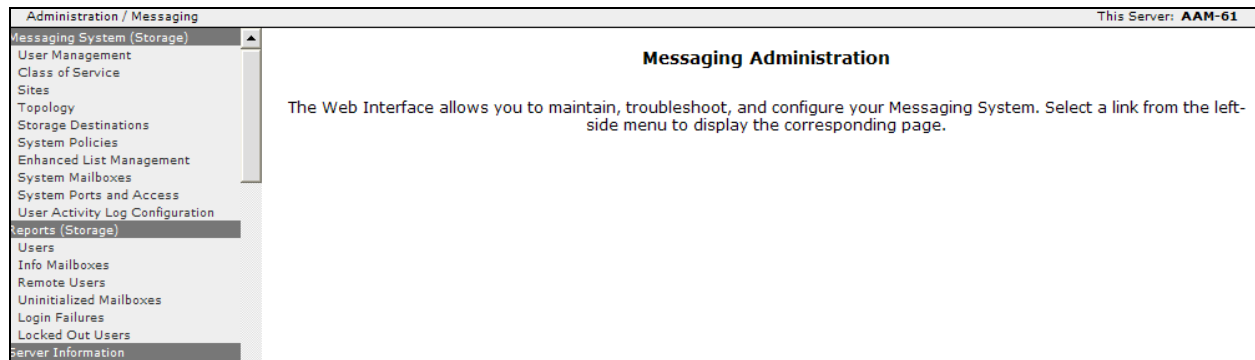 Administration / Messaging
This Server: AAM-61
Messaging System (Storage)
User Management
Class of Service
Sites
Topology
Storage Destinations
System Policies
Enhanced List Management
System Mailboxes
System Ports and Access
User Activity Log Configuration
Reports (Storage)
Users
Info Mailboxes
Remote Users
Uninitialized Mailboxes
Login Failures
Locked Out Users
Server Information
Messaging Administration
The Web Interface allows you to maintain, troubleshoot, and configure your Messaging System. Select a link from the left-
side menu to display the corresponding page.